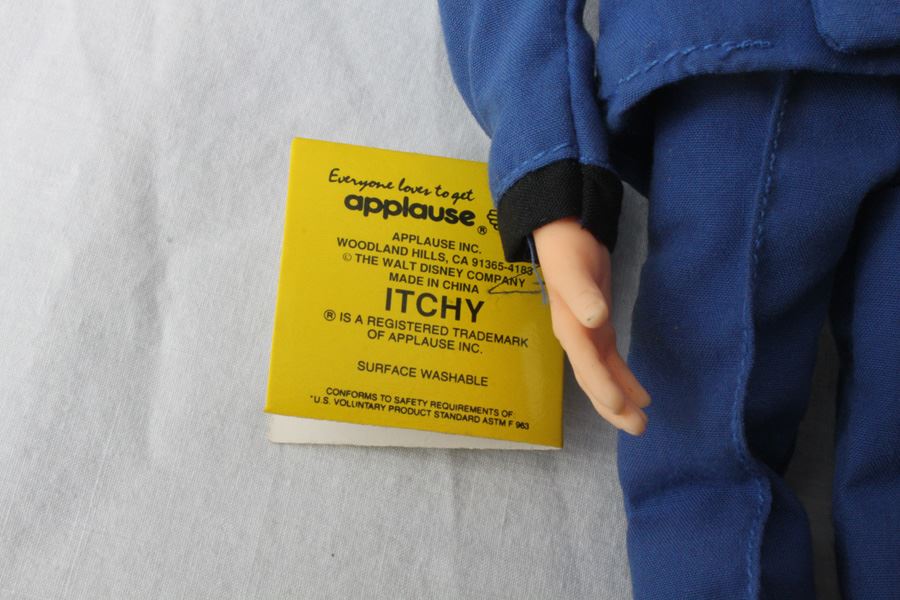 Everyone loves to get
applause®
APPLAUSE INC.
WOODLAND HILLS, CA 91365-4183
© THE WALT DISNEY COMPANY
MADE IN CHINA
ITCHY
® IS A REGISTERED TRADEMARK
OF APPLAUSE INC.
SURFACE WASHABLE
CONFORMS TO SAFETY REQUIREMENTS OF
*U.S. VOLUNTARY PRODUCT STANDARD ASTM F 963